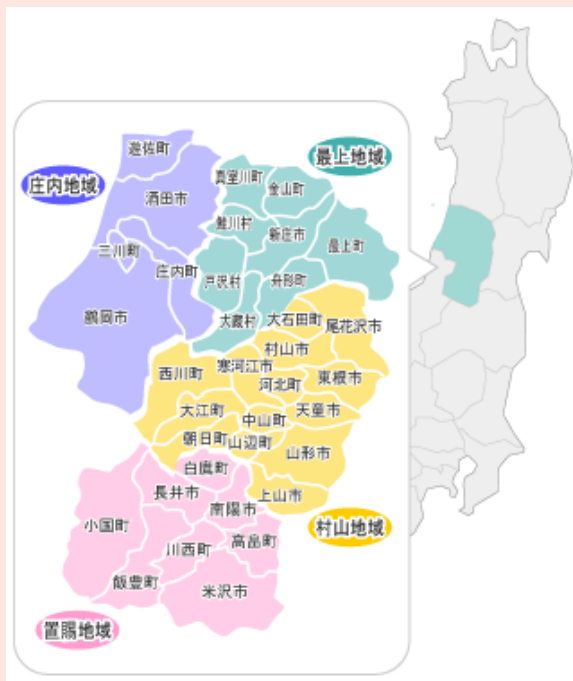 遊佐町
最上地域
真室川町
庄内地域
金山町
酒田市
鮭川村
新庄市
最上町
三川町
庄内町
戸沢村
舟形町
鶴岡市
大蔵村
大石田町
尾花沢市
村山市
西川町
寒河江市
河北町
東根市
大江町
天童市
中山町
朝日町
山辺町
山形市
白鷹町
長井市
上山市
南陽市
小国町
村山地域
川西町
高畠町
飯豊町
米沢市
置賜地域